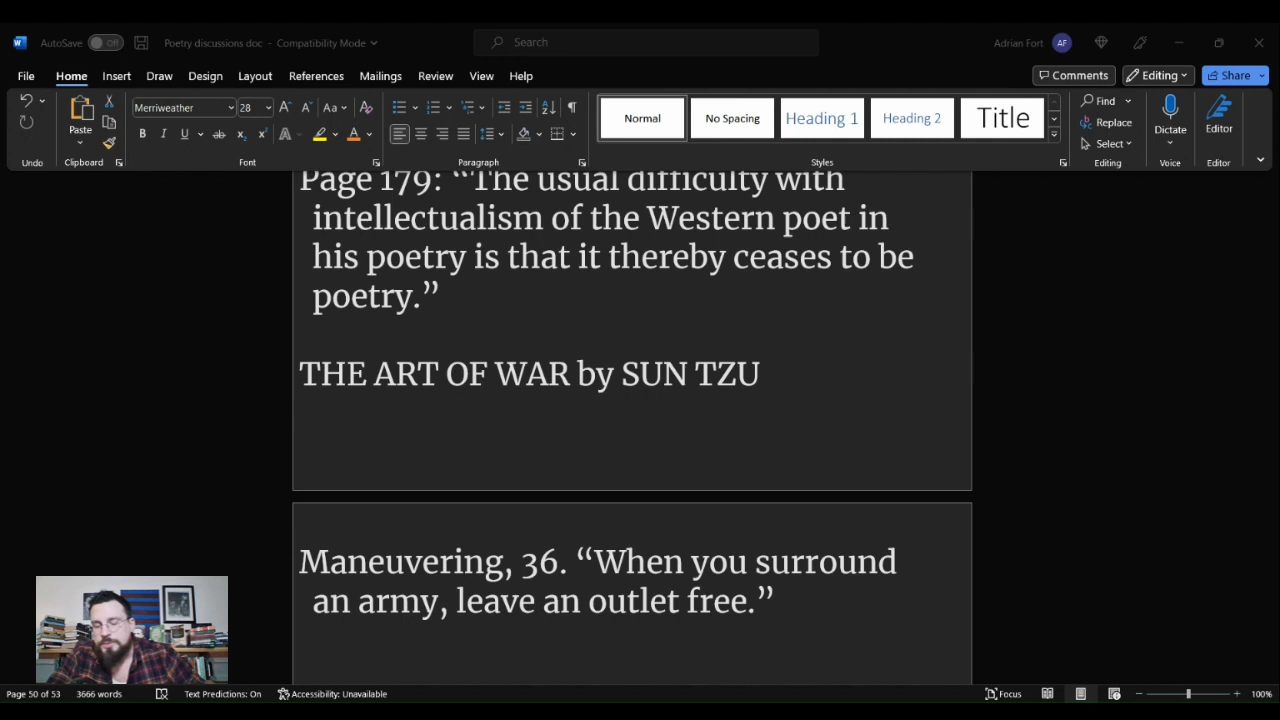 AutoSave Off Poetry discussions doc - Compatibility Mode Search Adrian Fort AF
File Home Insert Draw Design Layout References Mailings Review View Help Comments Editing Share
Paste Merriweather 28 Aa Normal No Spacing Heading 1 Heading 2 Title Find Replace Select Dictate Editor
Undo Clipboard Font Paragraph Styles Editing Voice Editor
Page 179: “The usual difficulty with
intellectualism of the Western poet in
his poetry is that it thereby ceases to be
poetry.”
THE ART OF WAR by SUN TZU
Maneuvering, 36. “When you surround
an army, leave an outlet free.”
Page 50 of 53 3666 words Text Predictions: On Accessibility: Unavailable Focus 100%